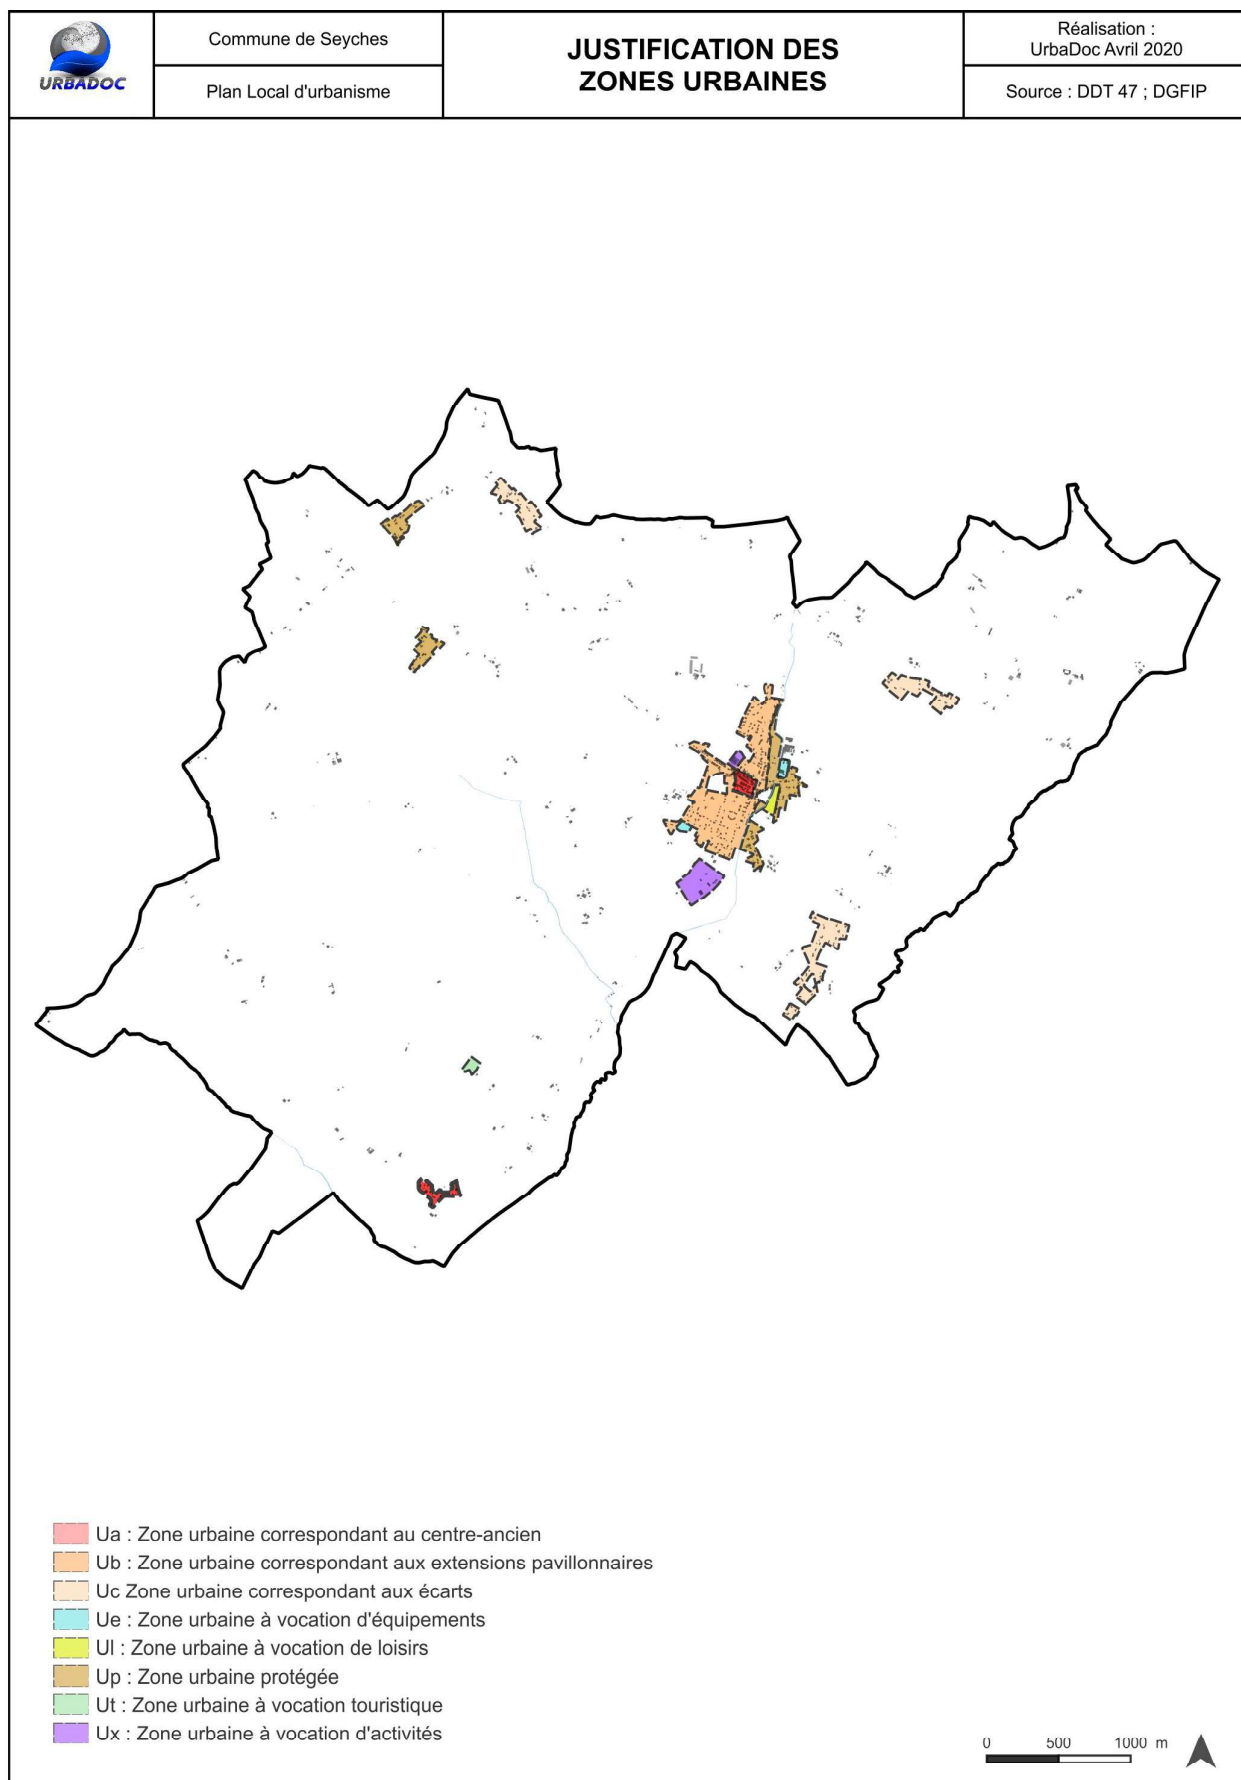 URBADOC
Commune de Seyches
Plan Local d'urbanisme
JUSTIFICATION DES
ZONES URBAINES
Réalisation :
UrbaDoc Avril 2020
Source : DDT 47 ; DGFIP
Ua : Zone urbaine correspondant au centre-ancien
Ub : Zone urbaine correspondant aux extensions pavillonnaires
Uc Zone urbaine correspondant aux écarts
Ue : Zone urbaine à vocation d'équipements
Ul : Zone urbaine à vocation de loisirs
Up : Zone urbaine protégée
Ut : Zone urbaine à vocation touristique
Ux : Zone urbaine à vocation d'activités
0 500 1000 m